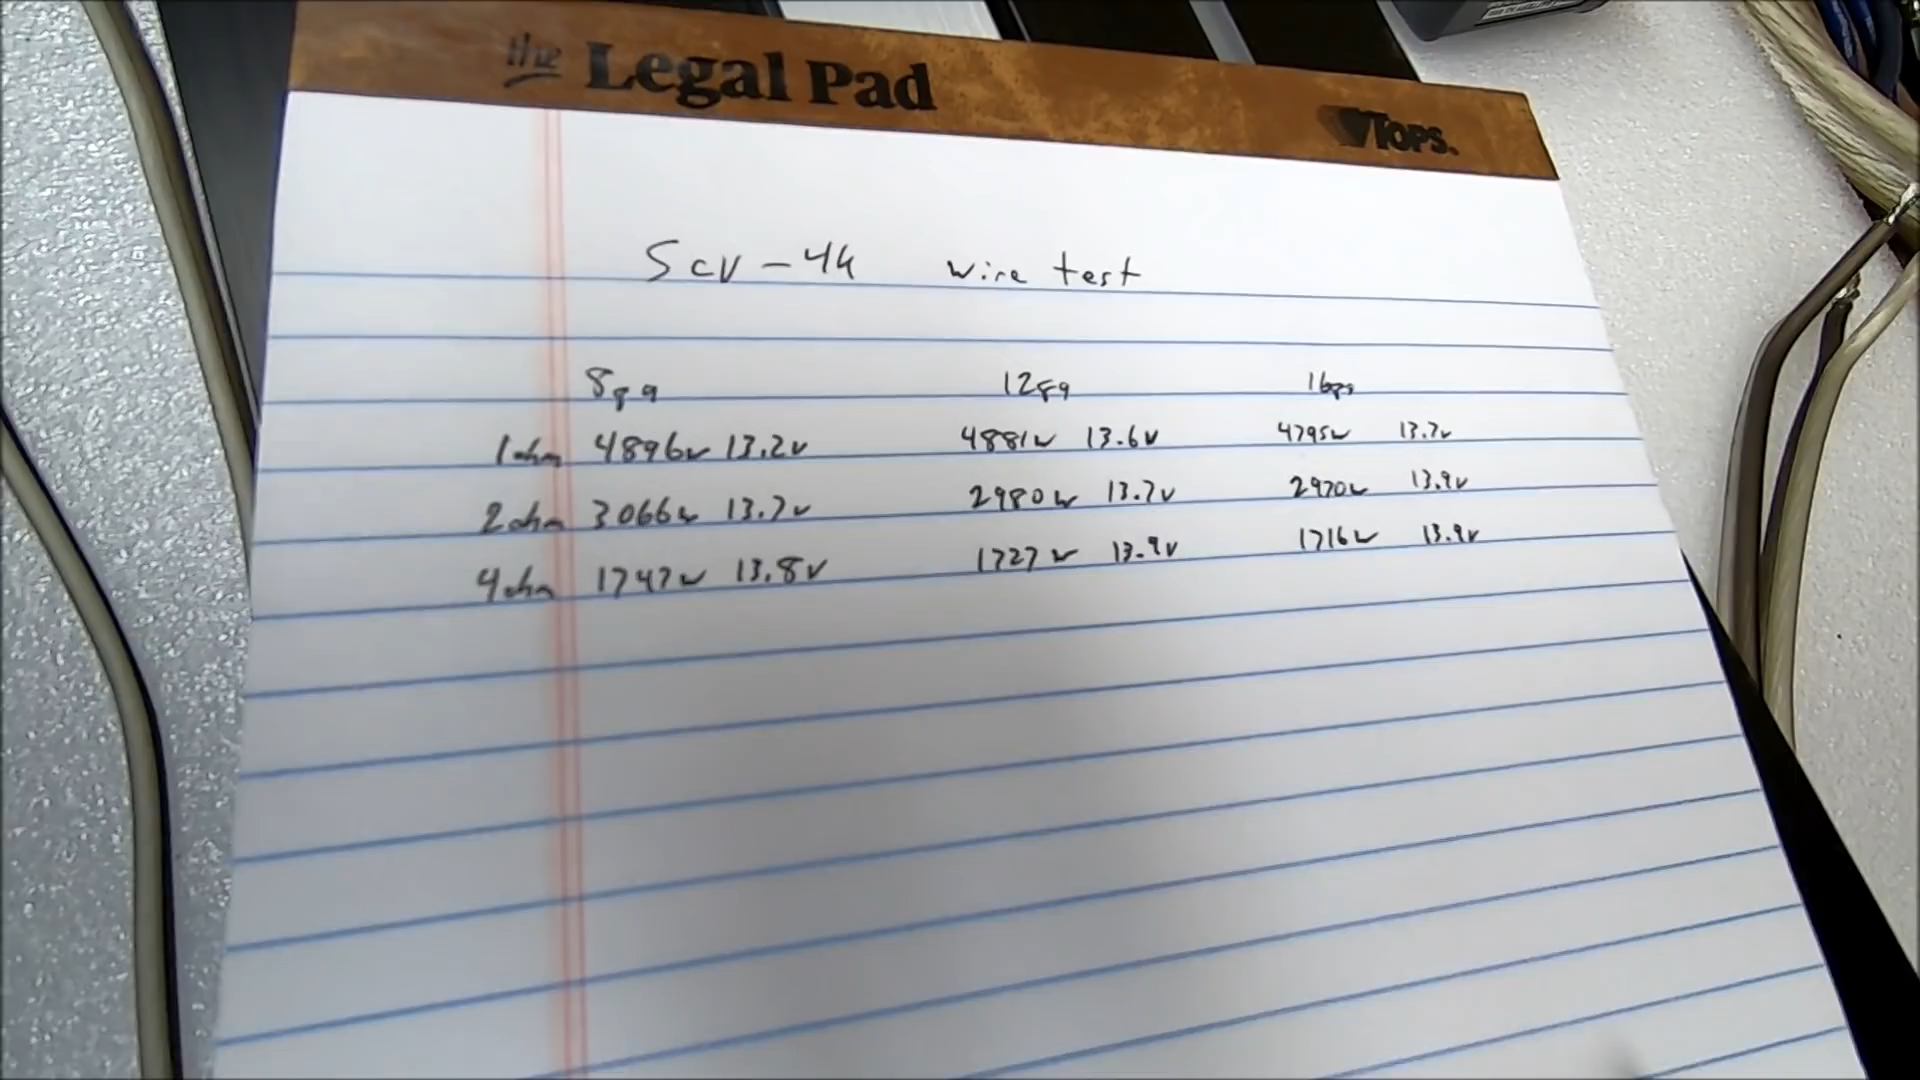 the Legal Pad
TOPS.
Scv-4k wire test
8ga 12ga 16ga
1ohm 4896w 13.2v 4881w 13.6v 4795w 13.7v
2ohm 3066w 13.7v 2980w 13.7v 2970w 13.9v
4ohm 1747w 13.8v 1727w 13.9v 1716w 13.9v